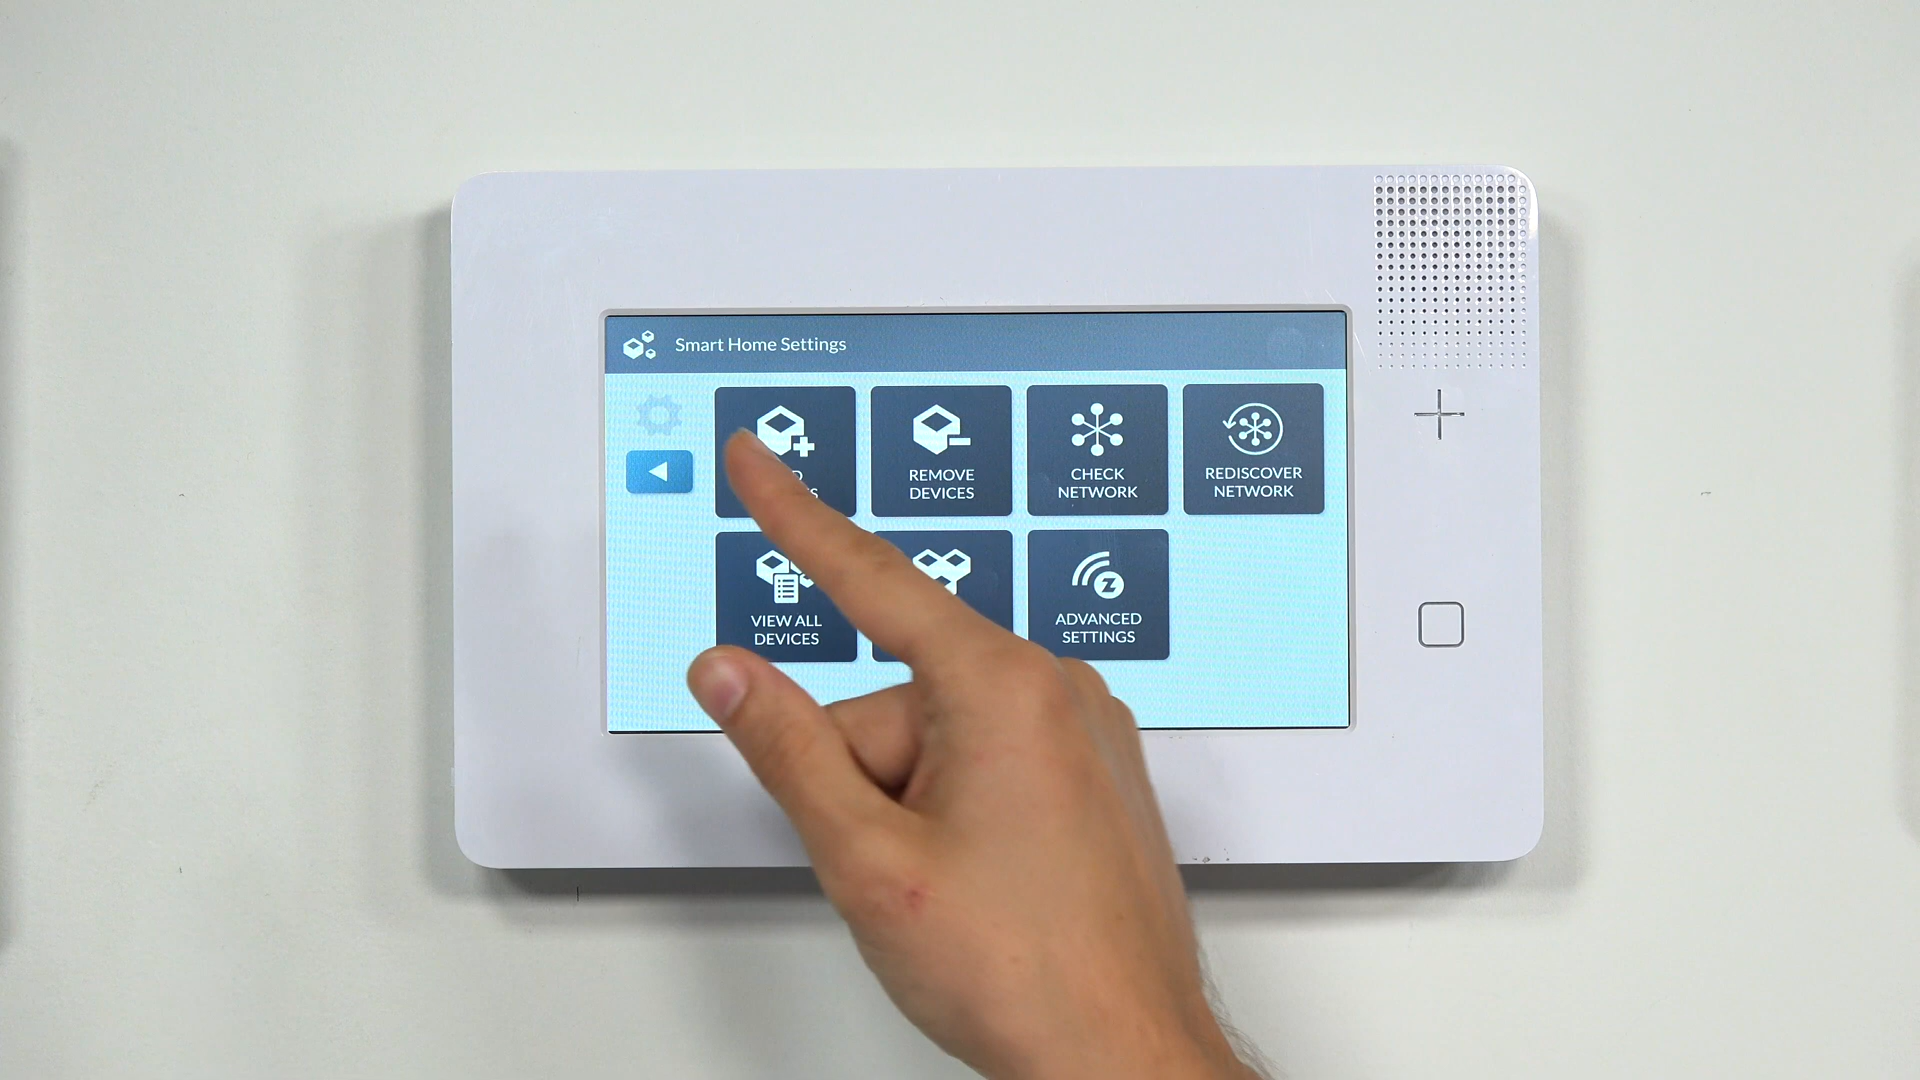 Smart Home Settings
REMOVE
DEVICES
CHECK
NETWORK
REDISCOVER
NETWORK
VIEW ALL
DEVICES
ADVANCED
SETTINGS